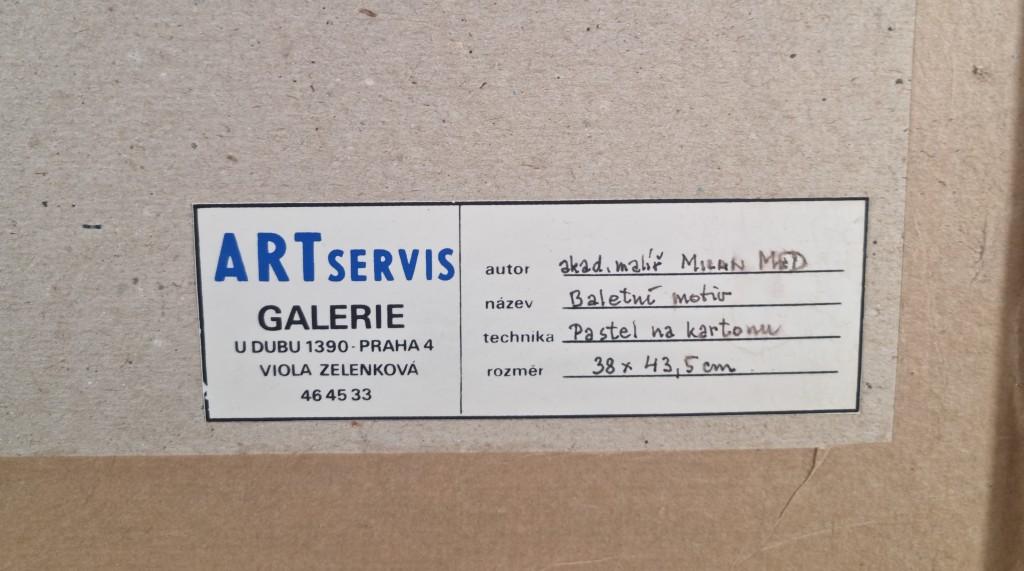 ARTSERVIS
GALERIE
U DUBU 1390 - PRAHA 4
VIOLA ZELENKOVÁ
46 45 33
autor akad. malíř MILAN MED
název Baletní motiv
technika Pastel na kartonu
rozměr 38 x 43,5 cm